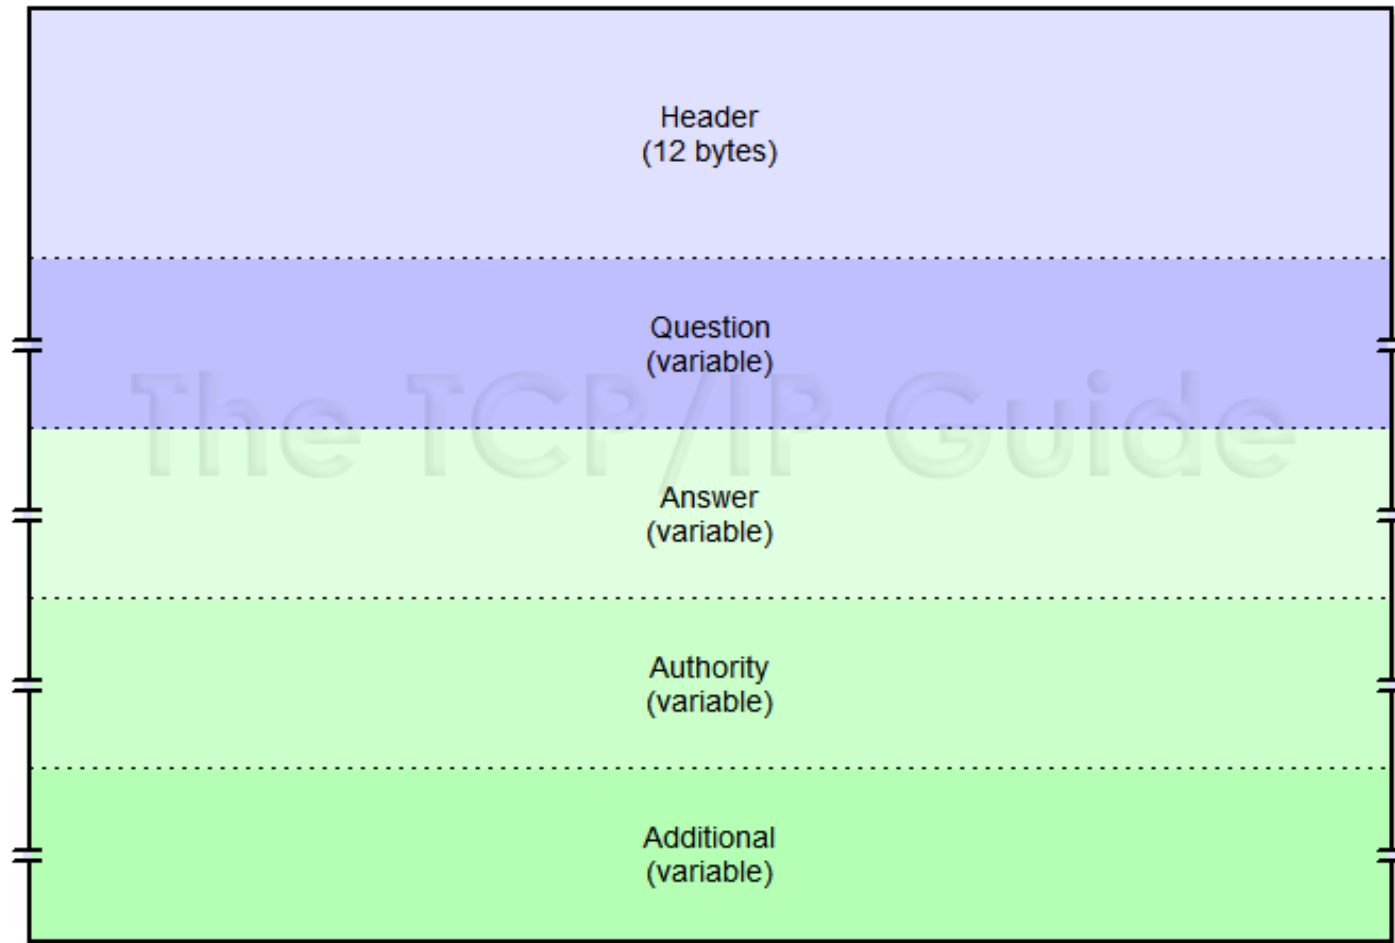 Header
(12 bytes)
Question
(variable)
The TCP/IP Guide
Answer
(variable)
Authority
(variable)
Additional
(variable)